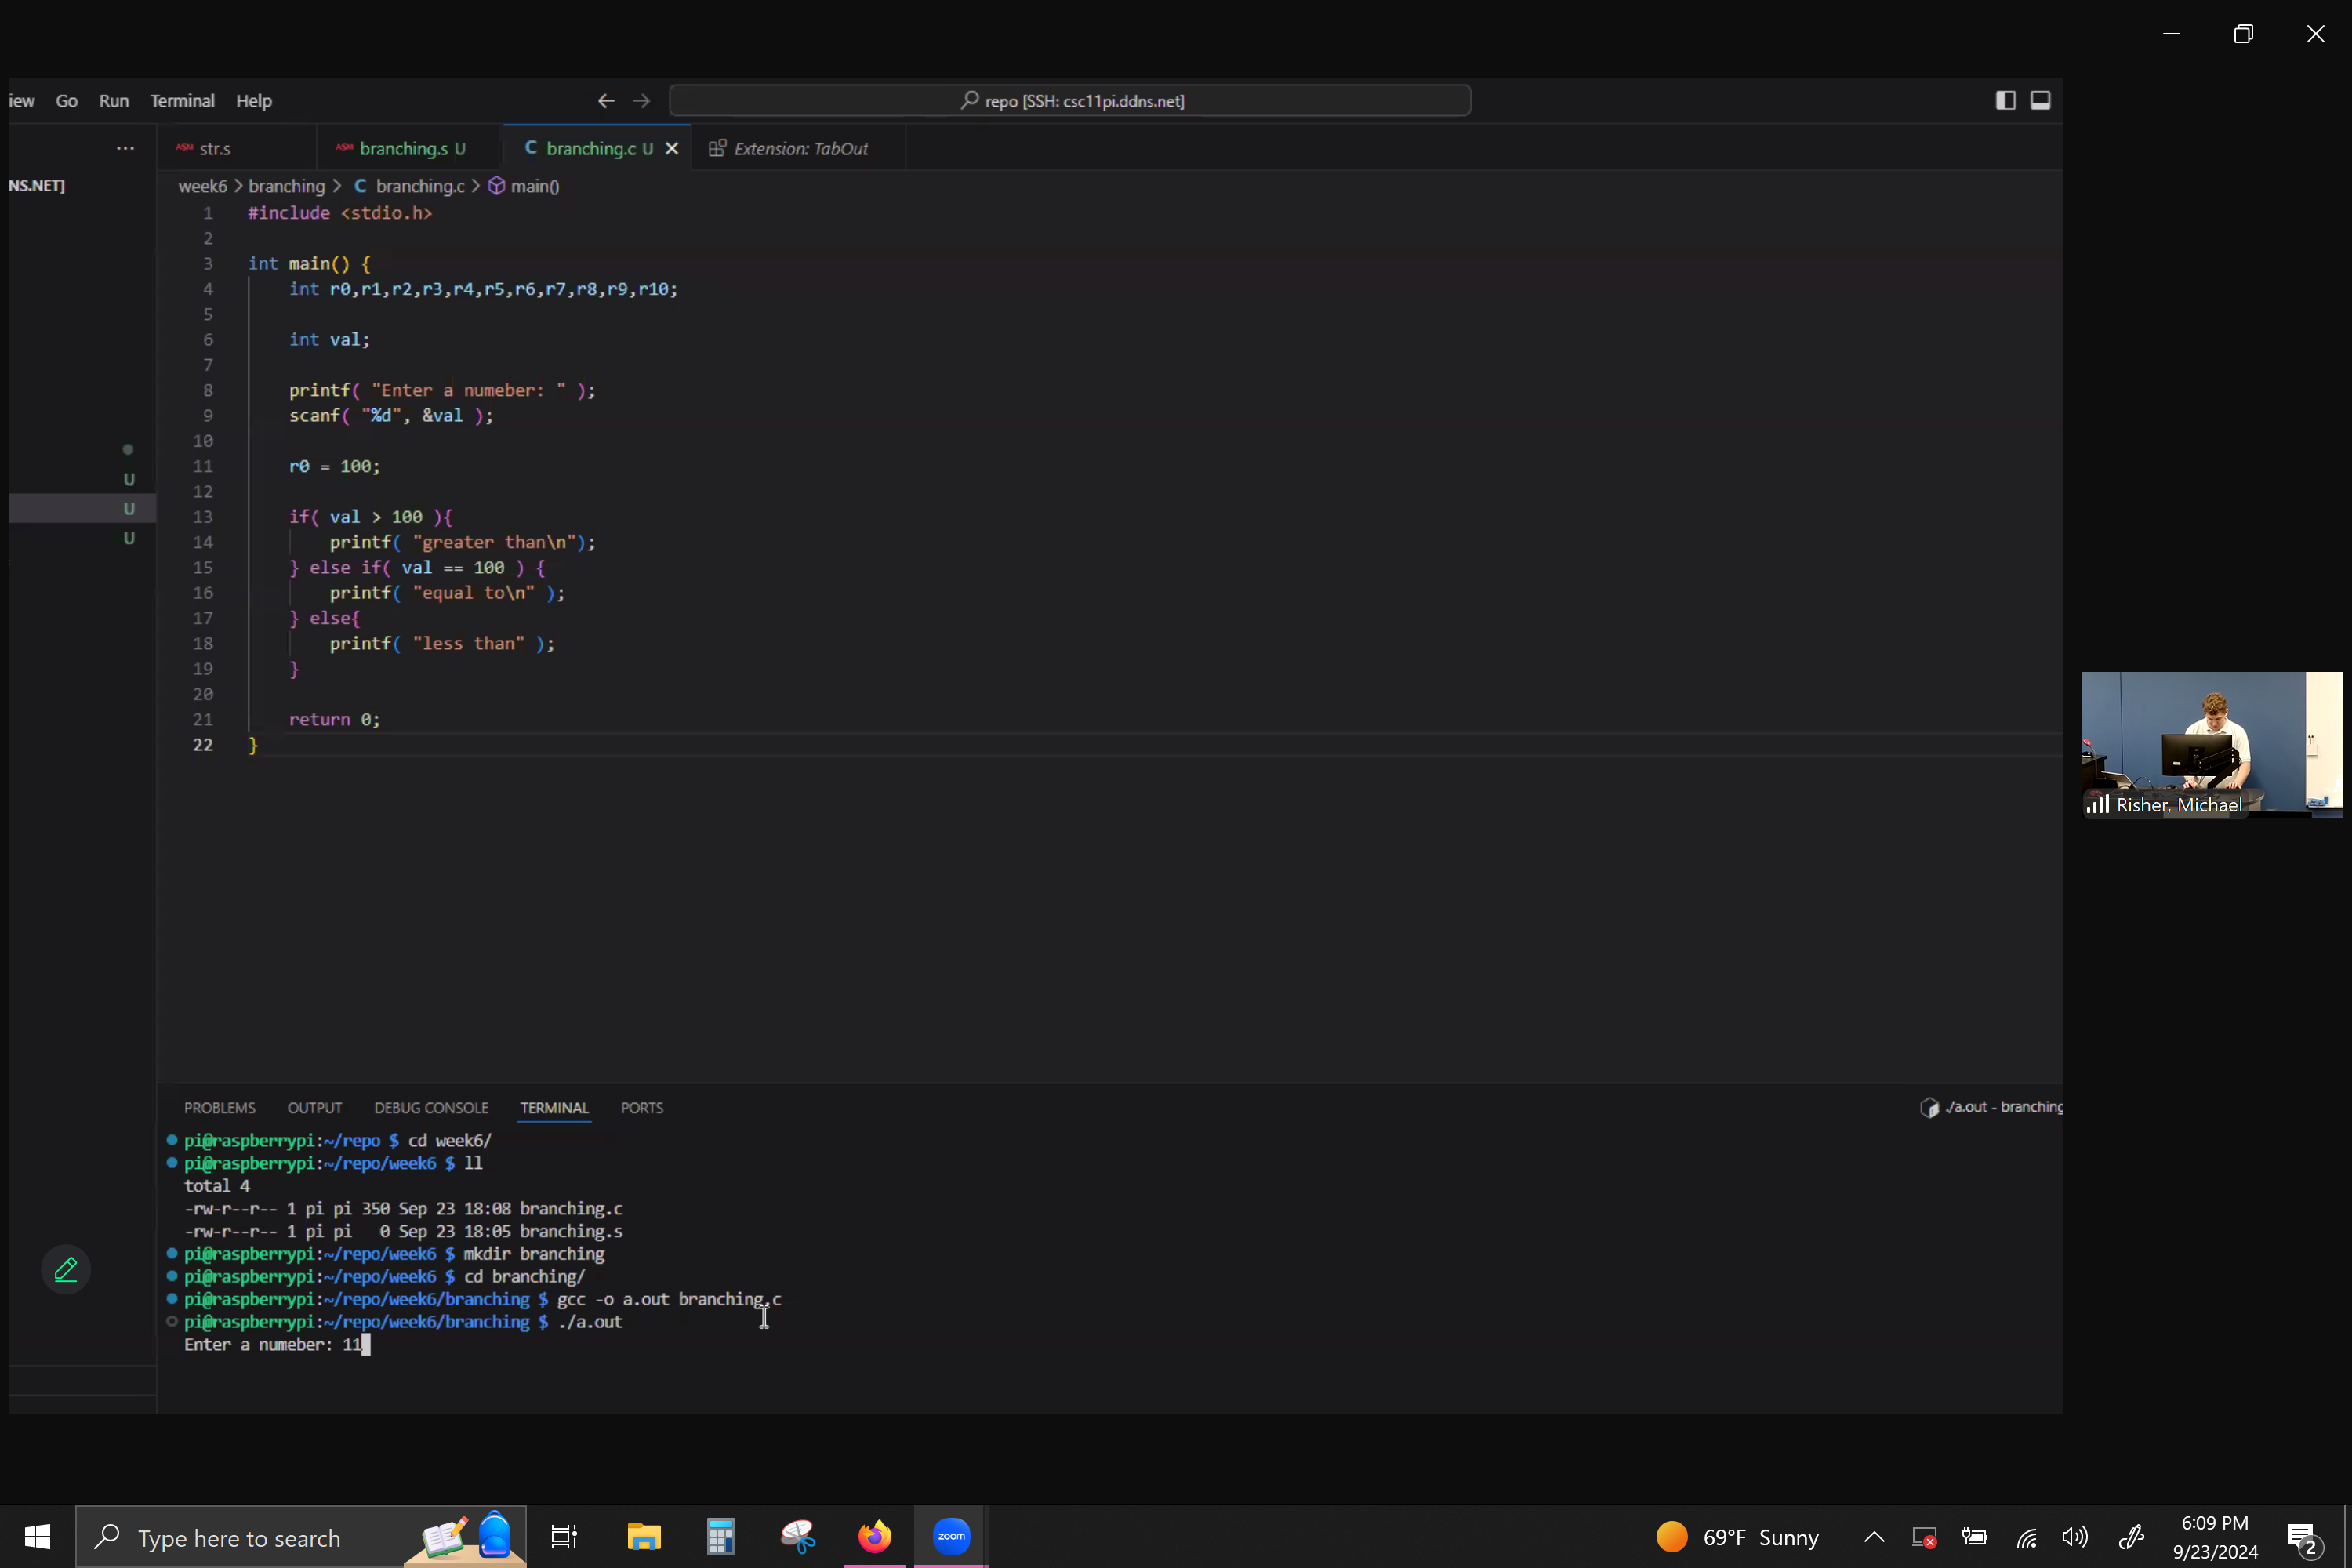 iew Go Run Terminal Help
repo [SSH: csc11pi.ddns.net]
ASM str.s
ASM branching.s U
C branching.c U
Extension: TabOut
NS.NET]
week6 > branching > C branching.c > main()
1 #include <stdio.h>
2
3 int main() {
4 int r0,r1,r2,r3,r4,r5,r6,r7,r8,r9,r10;
5
6 int val;
7
8 printf( "Enter a numeber: " );
9 scanf( "%d", &val );
10
11 r0 = 100;
12
13 if( val > 100 ){
14 printf( "greater than\n");
15 } else if( val == 100 ) {
16 printf( "equal to\n" );
17 } else{
18 printf( "less than" );
19 }
20
21 return 0;
22 }
U
U
U
Risher, Michael
PROBLEMS OUTPUT DEBUG CONSOLE TERMINAL PORTS
./a.out - branching
pi@raspberrypi:~/repo $ cd week6/
pi@raspberrypi:~/repo/week6 $ ll
total 4
-rw-r--r-- 1 pi pi 350 Sep 23 18:08 branching.c
-rw-r--r-- 1 pi pi 0 Sep 23 18:05 branching.s
pi@raspberrypi:~/repo/week6 $ mkdir branching
pi@raspberrypi:~/repo/week6 $ cd branching/
pi@raspberrypi:~/repo/week6/branching $ gcc -o a.out branching.c
pi@raspberrypi:~/repo/week6/branching $ ./a.out
Enter a numeber: 11
Type here to search
zoom
69°F Sunny
6:09 PM
9/23/2024
2